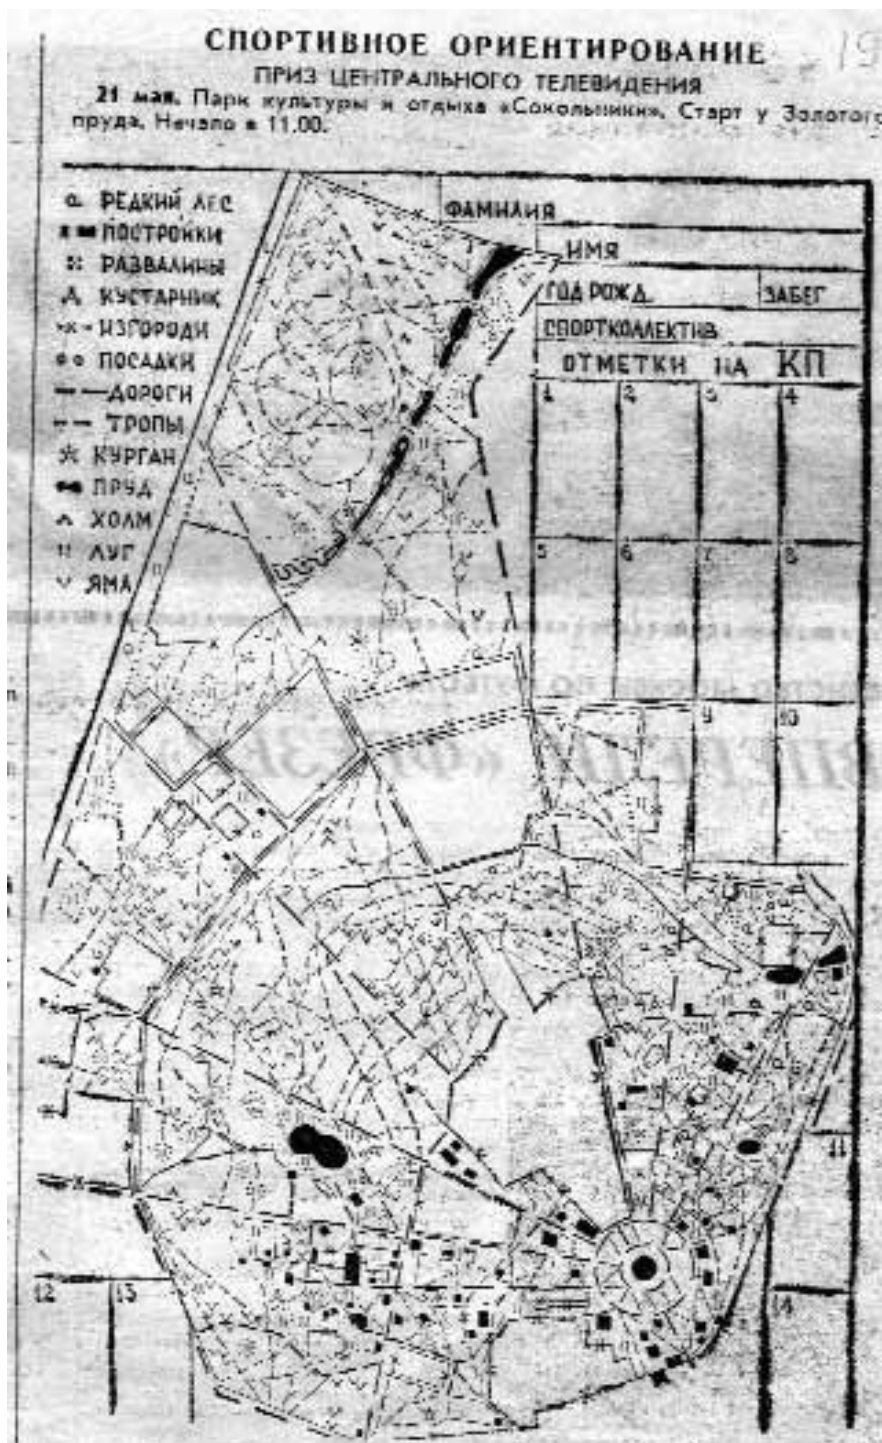 СПОРТИВНОЕ ОРИЕНТИРОВАНИЕ
ПРИЗ ЦЕНТРАЛЬНОГО ТЕЛЕВИДЕНИЯ
21 мая. Парк культуры и отдыха «Сокольники». Старт у Золотого
пруда. Начало в 11.00.
РЕДКИЙ ЛЕС
ПОСТРОЙКИ
РАЗВАЛИНЫ
КУСТАРНИК
ИЗГОРОДИ
ПОСАДКИ
ДОРОГИ
ТРОПЫ
КУРГАН
ПРУД
ХОЛМ
ЛУГ
ЯМА
ФАМИЛИЯ
ИМЯ
ГОД РОЖД. ЗАБЕГ
СПОРТКОЛЛЕКТИВ
ОТМЕТКИ НА КП
1 2 3 4
5 6 7 8
9 10
11
12 13 14